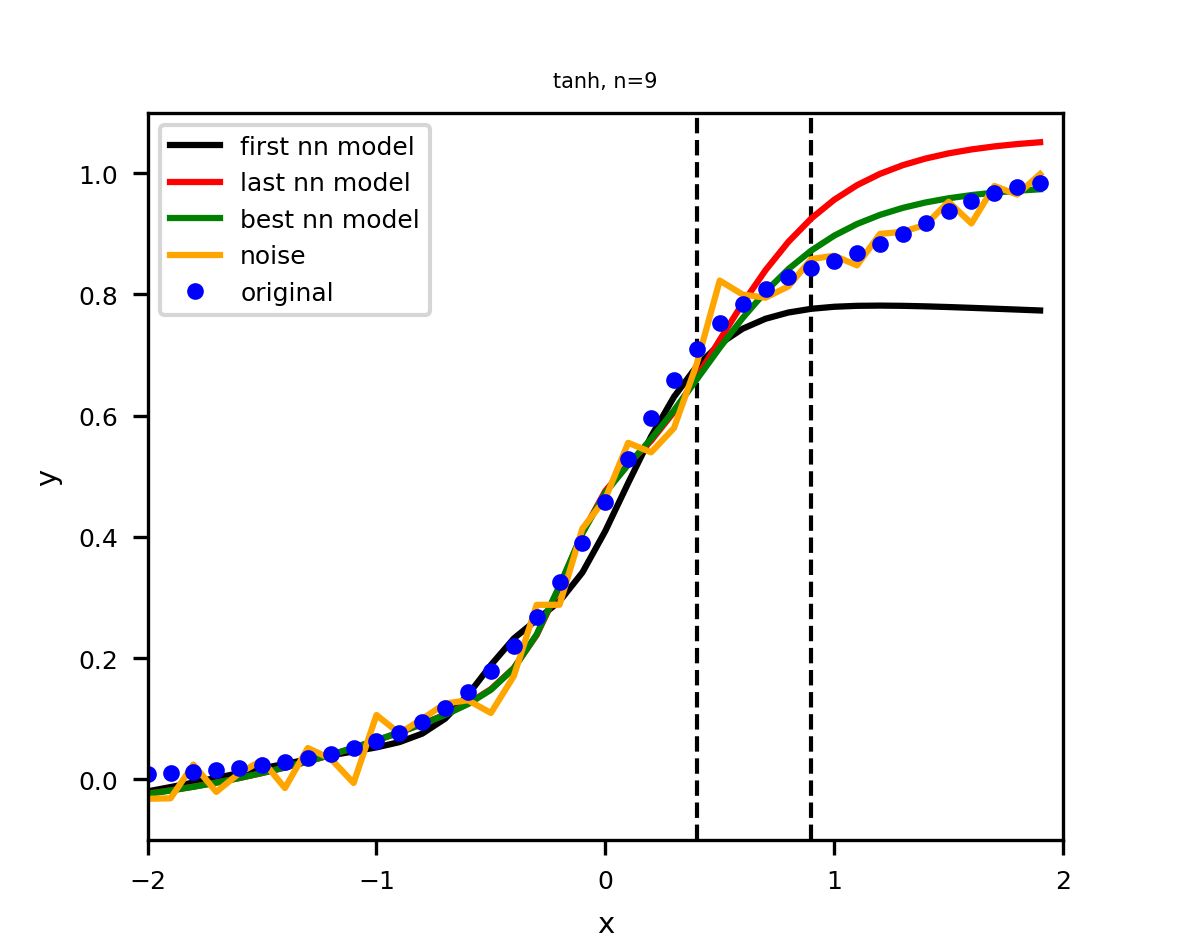 tanh, n=9
first nn model
last nn model
best nn model
noise
original
1.0
0.8
0.6
0.4
0.2
0.0
y
−2
−1
0
1
2
x